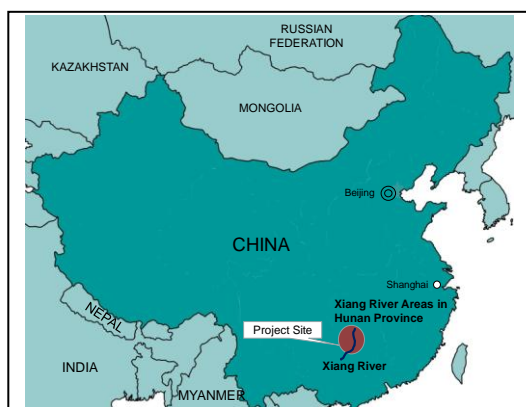 RUSSIAN
FEDERATION
KAZAKHSTAN
MONGOLIA
Beijing
CHINA
Shanghai
Xiang River Areas in
Hunan Province
NEPAL
Project Site
Xiang River
INDIA
MYANMER